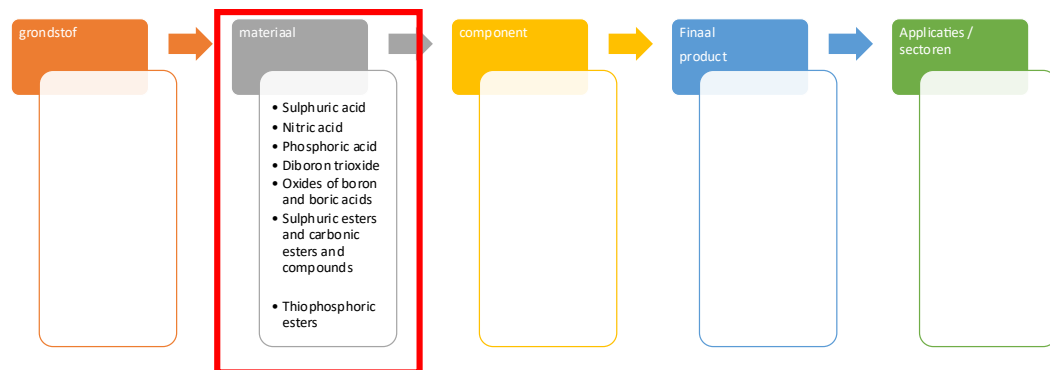 grondstof
materiaal
component
Finaal
product
Applicaties /
sectoren
• Sulphuric acid
• Nitric acid
• Phosphoric acid
• Diboron trioxide
• Oxides of boron
and boric acids
• Sulphuric esters
and carbonic
esters and
compounds
• Thiophosphoric
esters